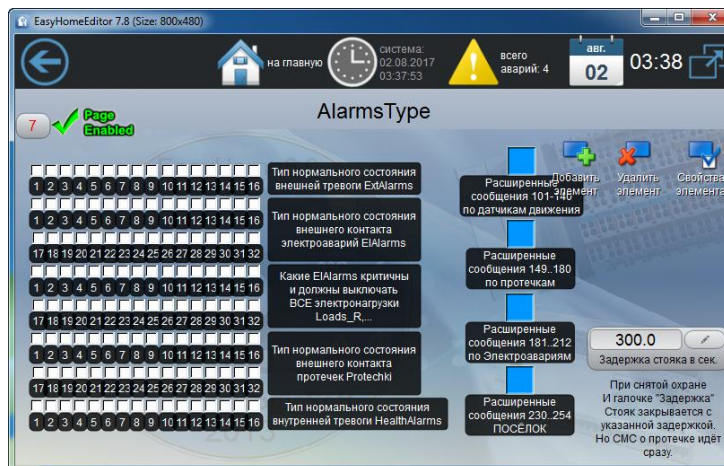 EasyHomeEditor 7.8 (Size: 800x480)
на главную
система:
02.08.2017
03:37:53
всего
аварий: 4
авг.
02
03:38
7
Page
Enabled
AlarmsType
1 2 3 4 5 6 7 8 9 10 11 12 13 14 15 16
Тип нормального состояния
внешней тревоги ExtAlarms
1 2 3 4 5 6 7 8 9 10 11 12 13 14 15 16
17 18 19 20 21 22 23 24 25 26 27 28 29 30 31 32
Тип нормального состояния
внешнего контакта
электроаварий ElAlarms
1 2 3 4 5 6 7 8 9 10 11 12 13 14 15 16
17 18 19 20 21 22 23 24 25 26 27 28 29 30 31 32
Какие ElAlarms критичны
и должны выключать
ВСЕ электронагрузки
Loads_R,...
1 2 3 4 5 6 7 8 9 10 11 12 13 14 15 16
17 18 19 20 21 22 23 24 25 26 27 28 29 30 31 32
Тип нормального состояния
внешнего контакта
протечек Protechki
1 2 3 4 5 6 7 8 9 10 11 12 13 14 15 16
Тип нормального состояния
внутренней тревоги HealthAlarms
Расширенные
сообщения 101-140
по датчикам движения
Расширенные
сообщения 149..180
по протечкам
Расширенные
сообщения 181..212
по Электроавариям
Расширенные
сообщения 230..254
ПОСЁЛОК
Добавить
элемент
Удалить
элемент
Свойства
элемента
300.0
Задержка стояка в сек.
При снятой охране
И галочке "Задержка"
Стояк закрывается с
указанной задержкой.
Но СМС о протечке идёт
сразу.